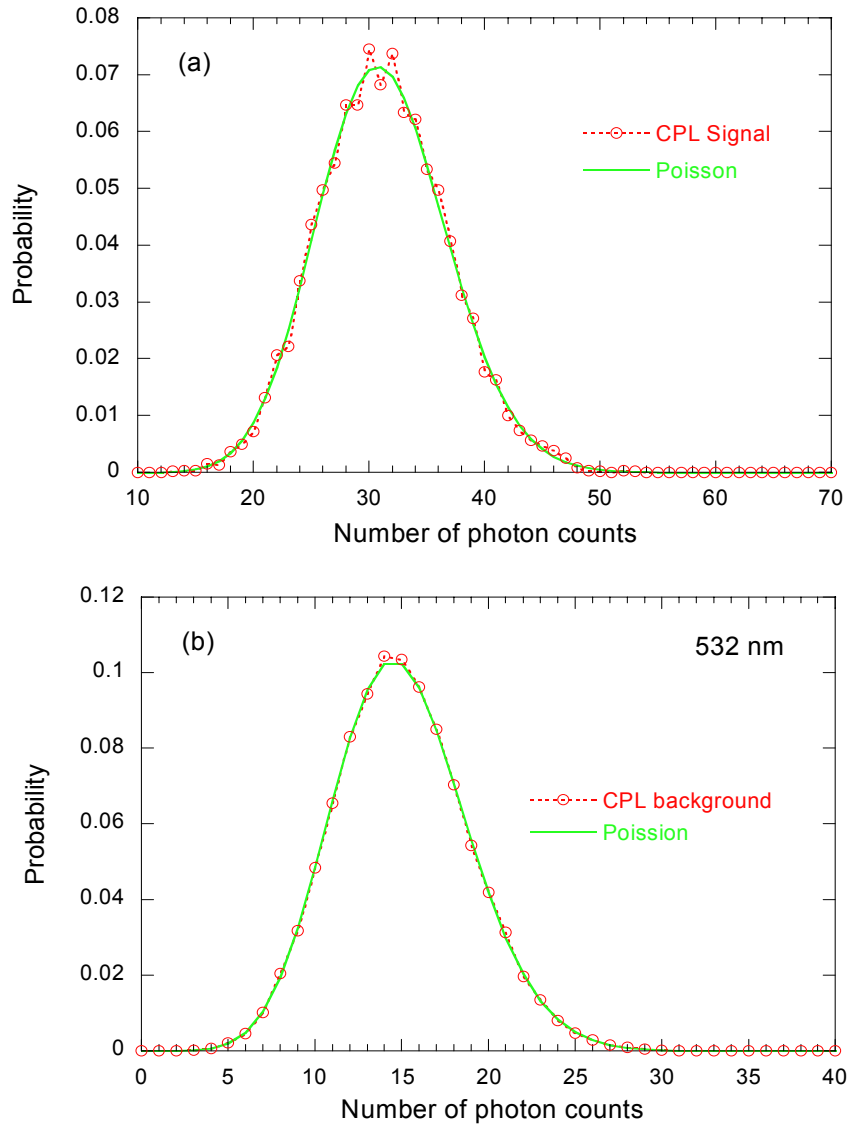 0.08
(a)
0.07
0.06
CPL Signal
0.05
Poisson
0.04
Probability
0.03
0.02
0.01
0
10 20 30 40 50 60 70
Number of photon counts
0.12
(b) 532 nm
0.1
0.08
CPL background
0.06
Poission
Probability
0.04
0.02
0
0 5 10 15 20 25 30 35 40
Number of photon counts